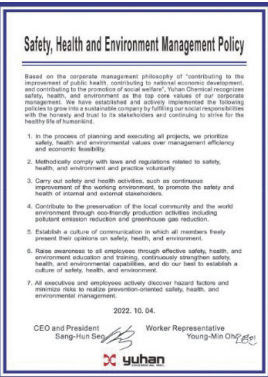 Safety, Health and Environment Management Policy
Based on the corporate management philosophy of "contributing to the
improvement of public health, contributing to national economic development,
and contributing to the promotion of social welfare", Yuhan Chemical recognizes
safety, health, and environment as the top core values of our corporate
management. We have established and actively implemented the following
policies to grow into a sustainable company by fulfilling our social responsibilities
with the honesty and trust to its stakeholders and continuing to strive for the
healthy life of humankind.
1. In the process of planning and executing all projects, we prioritize
safety, health and environmental values over management efficiency
and economic feasibility.
2. Methodically comply with laws and regulations related to safety,
health, and environment and practice voluntarily.
3. Carry out safety and health activities, such as continuous
improvement of the working environment, to promote the safety and
health of internal and external stakeholders.
4. Contribute to the preservation of the local community and the world
environment through eco-friendly production activities including
pollutant emission reduction and greenhouse gas reduction.
5. Establish a culture of communication in which all members freely
present their opinions on safety, health, and environment.
6. Raise awareness to all employees through effective safety, health, and
environment education and training, continuously strengthen safety,
health, and environmental capabilities, and do our best to establish a
culture of safety, health, and environment.
7. All executives and employees actively discover hazard factors and
minimize risks to realize prevention-oriented safety, health, and
environmental management.
2022. 10. 04.
CEO and President Worker Representative
Sang-Hun Seo Young-Min Oh
yuhan